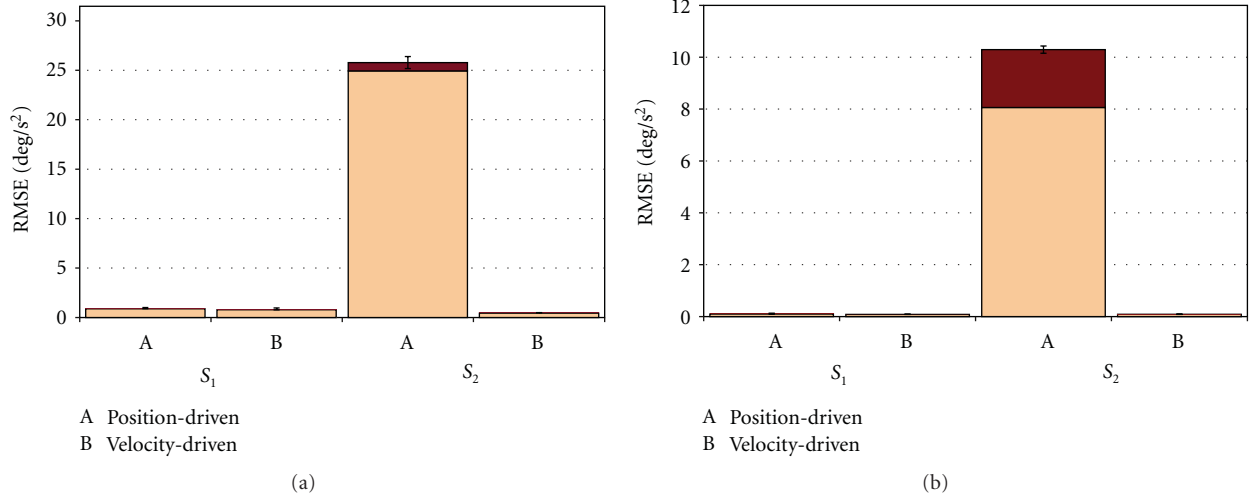 30
25
20
15
10
5
0
RMSE (deg/s²)
A B A B
S₁ S₂
A Position-driven
B Velocity-driven
(a)
12
10
8
6
4
2
0
RMSE (deg/s²)
A B A B
S₁ S₂
A Position-driven
B Velocity-driven
(b)